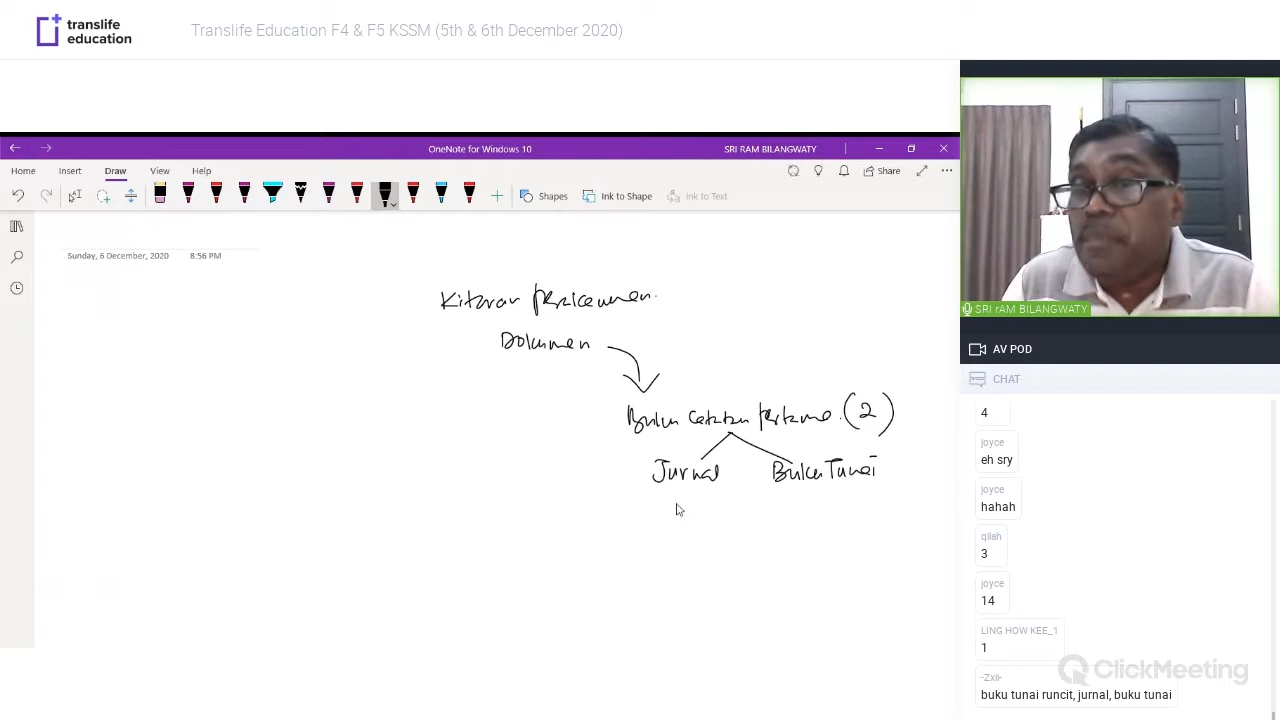 translife education
Translife Education F4 & F5 KSSM (5th & 6th December 2020)
OneNote for Windows 10
SRI RAM BILANGWATY
Home Insert Draw View Help
Share
Shapes
Ink to Shape
Ink to Text
Sunday, 6 December, 2020 8:56 PM
Kitaran perakaunan.
Dokumen
Buku Catatan Pertama. (2)
Jurnal Buku Tunai
SRI rAM BILANGWATY
AV POD
CHAT
4
joyce
eh sry
joyce
hahah
qilah
3
joyce
14
LING HOW KEE_1
1
-Zxii-
buku tunai runcit, jurnal, buku tunai
ClickMeeting